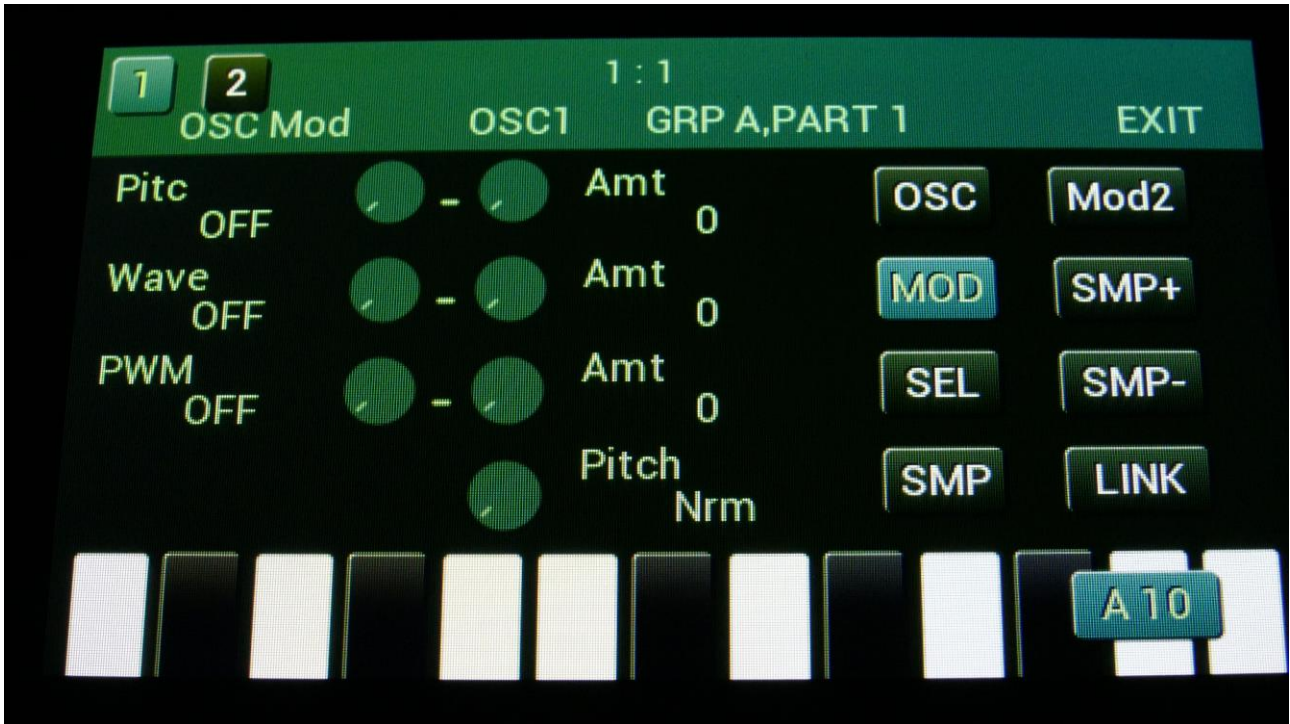 1 2 1 : 1
OSC Mod OSC1 GRP A,PART 1 EXIT
Pitc Amt OSC Mod2
OFF 0
Wave Amt MOD SMP+
OFF 0
PWM Amt SEL SMP-
OFF 0
Pitch SMP LINK
Nrm
A 10